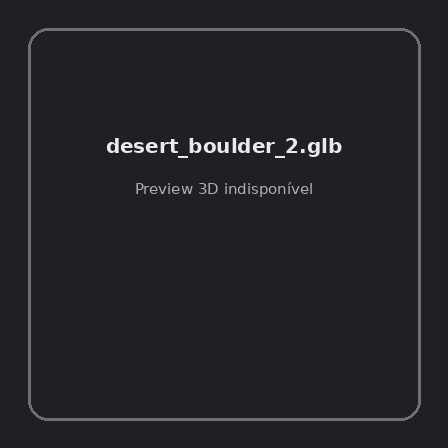 desert_boulder_2.glb
Preview 3D indisponível